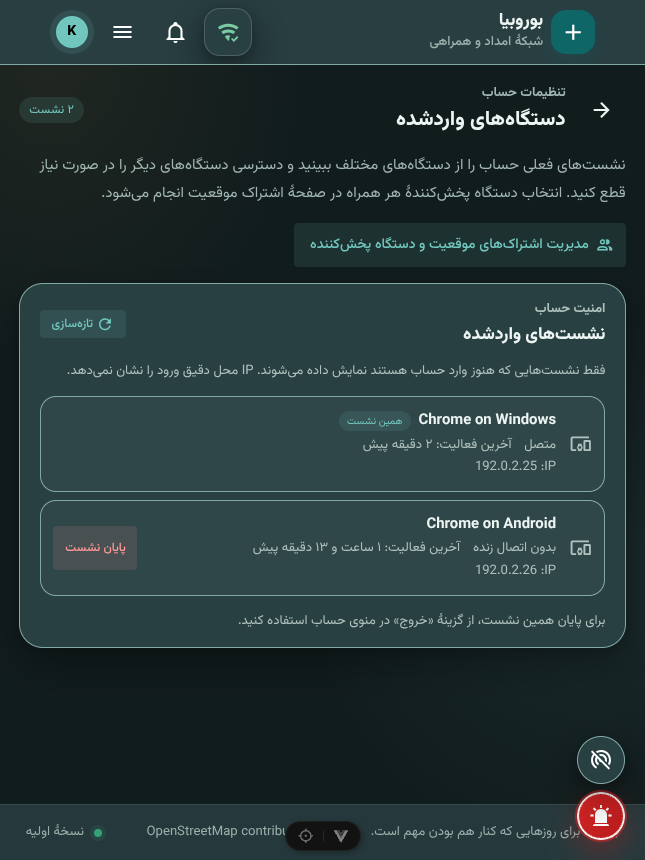 بوروبیا
شبکهٔ امداد و همراهی
K
تنظیمات حساب
دستگاه‌های واردشده
۲ نشست
نشست‌های فعلی حساب را از دستگاه‌های مختلف ببینید و دسترسی دستگاه‌های دیگر را در صورت نیاز
قطع کنید. انتخاب دستگاه پخش‌کنندهٔ هر همراه در صفحهٔ اشتراک موقعیت انجام می‌شود.
مدیریت اشتراک‌های موقعیت و دستگاه پخش‌کننده
امنیت حساب
نشست‌های واردشده
تازه‌سازی
فقط نشست‌هایی که هنوز وارد حساب هستند نمایش داده می‌شوند. IP محل دقیق ورود را نشان نمی‌دهد.
Chrome on Windows همین نشست
متصل آخرین فعالیت: ۲ دقیقه پیش
IP: 192.0.2.25
Chrome on Android
بدون اتصال زنده آخرین فعالیت: ۱ ساعت و ۱۳ دقیقه پیش
IP: 192.0.2.26
پایان نشست
برای پایان همین نشست، از گزینهٔ «خروج» در منوی حساب استفاده کنید.
برای روزهایی که کنار هم بودن مهم است.
OpenStreetMap
نسخهٔ اولیه